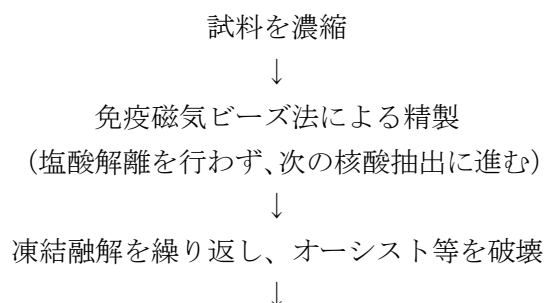 試料を濃縮
↓
免疫磁気ビーズ法による精製
（塩酸解離を行わず、次の核酸抽出に進む）
↓
凍結融解を繰り返し、オーシスト等を破壊
↓